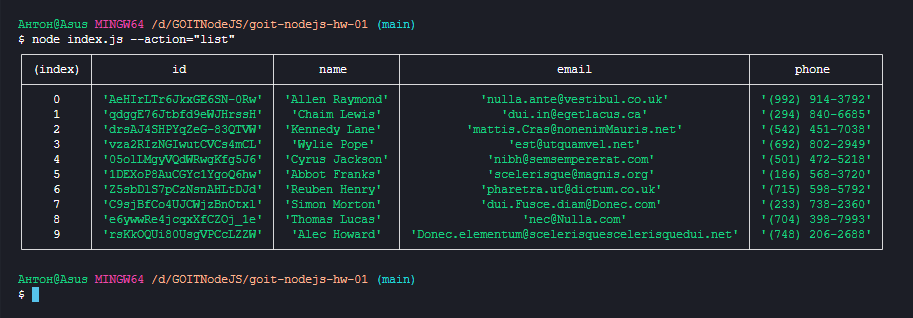 Антон@Asus MINGW64 /d/GOITNodeJS/goit-nodejs-hw-01 (main)
$ node index.js --action="list"
(index) id name email phone
0 'AeHIrLTr6JkxGE6SN-0Rw' 'Allen Raymond' 'nulla.ante@vestibul.co.uk' '(992) 914-3792'
1 'qdggE76Jtbfd9eWJHrssH' 'Chaim Lewis' 'dui.in@egetlacus.ca' '(294) 840-6685'
2 'drsAJ4SHPYqZeG-83QTVW' 'Kennedy Lane' 'mattis.Cras@nonenimMauris.net' '(542) 451-7038'
3 'vza2RIzNGIwutCVCs4mCL' 'Wylie Pope' 'est@utquamvel.net' '(692) 802-2949'
4 '05olLMgyVQdWRwgKfg5J6' 'Cyrus Jackson' 'nibh@semsempererat.com' '(501) 472-5218'
5 '1DEXoP8AuCGYc1YgoQ6hw' 'Abbot Franks' 'scelerisque@magnis.org' '(186) 568-3720'
6 'Z5sbDlS7pCzNsnAHLtDJd' 'Reuben Henry' 'pharetra.ut@dictum.co.uk' '(715) 598-5792'
7 'C9sjBfCo4UJCWjzBnOtxl' 'Simon Morton' 'dui.Fusce.diam@Donec.com' '(233) 738-2360'
8 'e6ywwRe4jcqxXfCZOj_1e' 'Thomas Lucas' 'nec@Nulla.com' '(704) 398-7993'
9 'rsKkOQUi80UsgVPCcLZZW' 'Alec Howard' 'Donec.elementum@scelerisquescelerisquedui.net' '(748) 206-2688'
Антон@Asus MINGW64 /d/GOITNodeJS/goit-nodejs-hw-01 (main)
$